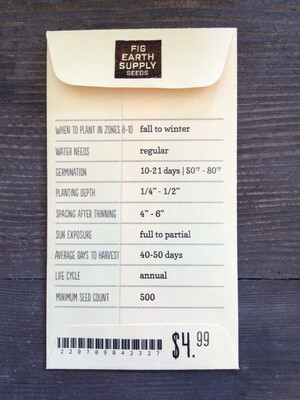 FIG
EARTH
SUPPLY
SEEDS
WHEN TO PLANT IN ZONES 8-10 fall to winter
WATER NEEDS regular
GERMINATION 10-21 days | 50°F - 80°F
PLANTING DEPTH 1/4" - 1/2"
SPACING AFTER THINNING 4" - 6"
SUN EXPOSURE full to partial
AVERAGE DAYS TO HARVEST 40-50 days
LIFE CYCLE annual
MINIMUM SEED COUNT 500
220789042327
$4.99